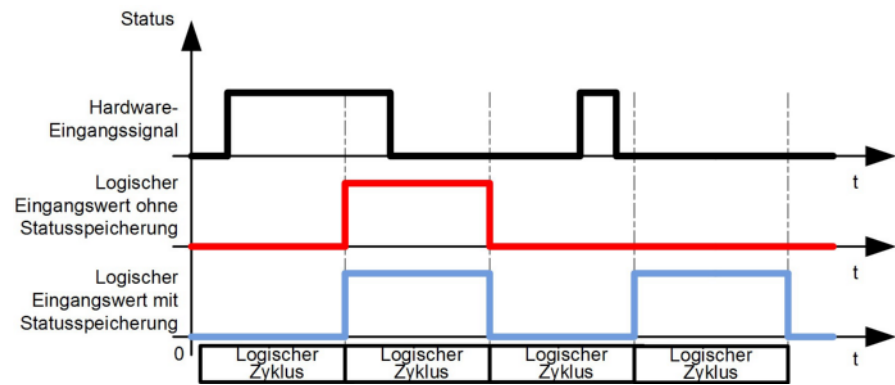 Status
Hardware-
Eingangssignal
t
Logischer
Eingangswert ohne
Statusspeicherung
t
Logischer
Eingangswert mit
Statusspeicherung
t
0
Logischer
Zyklus
Logischer
Zyklus
Logischer
Zyklus
Logischer
Zyklus